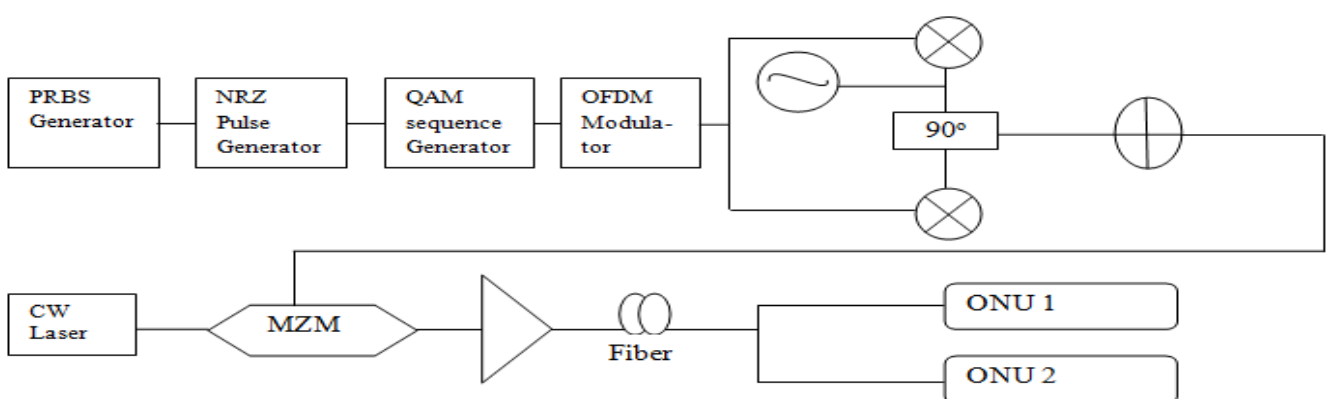 PRBS
Generator
NRZ
Pulse
Generator
QAM
sequence
Generator
OFDM
Modula-
tor
90°
CW
Laser
MZM
Fiber
ONU 1
ONU 2